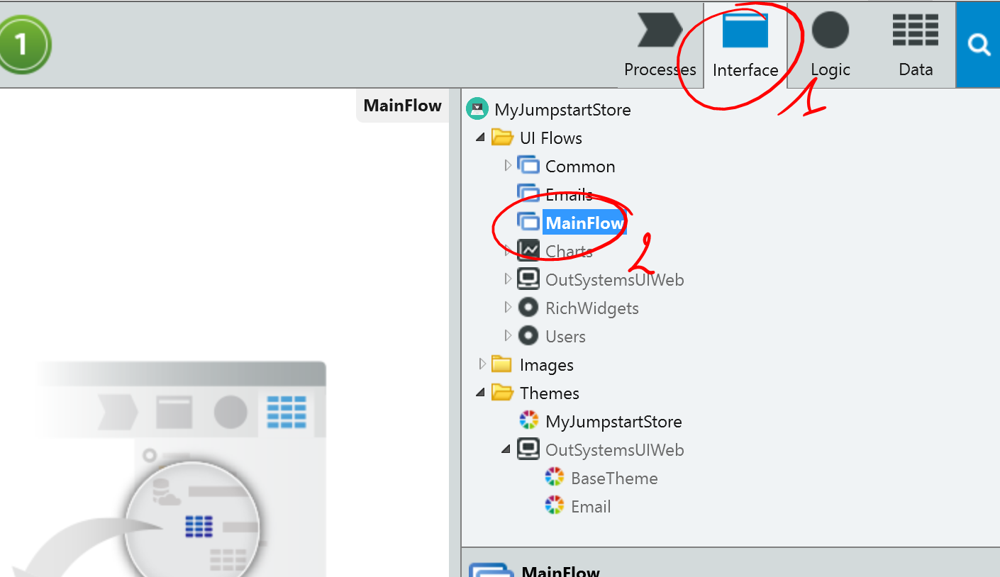 1
Processes
Interface
Logic
Data
1
MainFlow
MyJumpstartStore
UI Flows
Common
Emails
MainFlow
2
Charts
OutSystemsUIWeb
RichWidgets
Users
Images
Themes
MyJumpstartStore
OutSystemsUIWeb
BaseTheme
Email
MainFlow